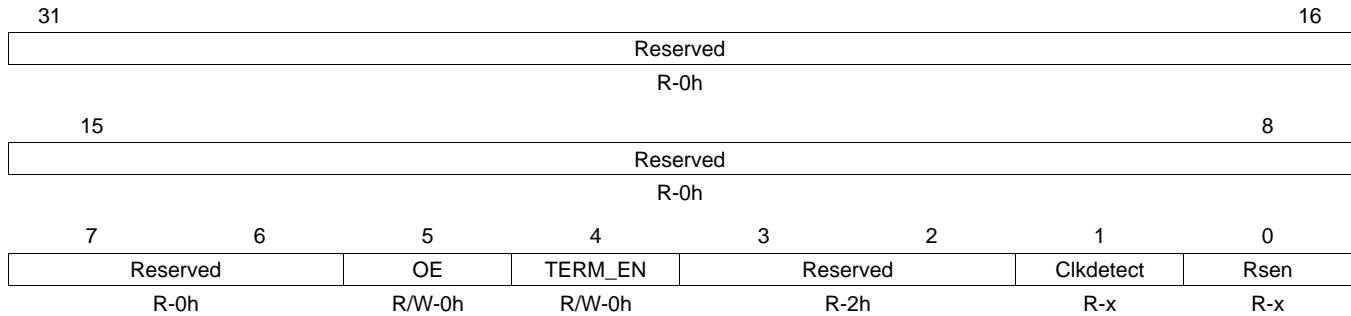 31 16
Reserved
R-0h
15 8
Reserved
R-0h
7 6 5 4 3 2 1 0
Reserved OE TERM_EN Reserved Clkdetect Rsen
R-0h R/W-0h R/W-0h R-2h R-x R-x